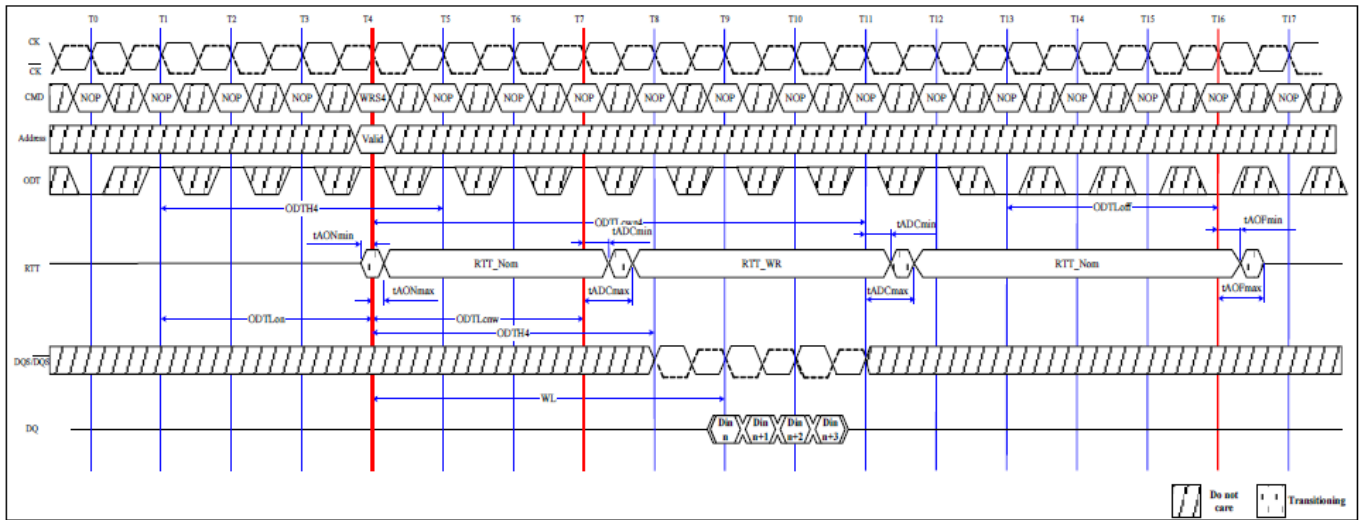 T0 T1 T2 T3 T4 T5 T6 T7 T8 T9 T10 T11 T12 T13 T14 T15 T16 T17
CK
CK
CMD NOP NOP NOP NOP WRS4 NOP NOP NOP NOP NOP NOP NOP NOP NOP NOP NOP NOP NOP
Address Valid
ODT
ODTH4 ODTLcwn4 ODTLoff
tAONmin tADCmin tADCmin tAOFmin
RTT RTT_Nom RTT_WR RTT_Nom
tAONmax tADCmax tADCmax tAOFmax
ODTLon ODTLcnw
ODTH4
DQS/DQS
WL
DQ Din n Din n+1 Din n+2 Din n+3
Do not care Transitioning